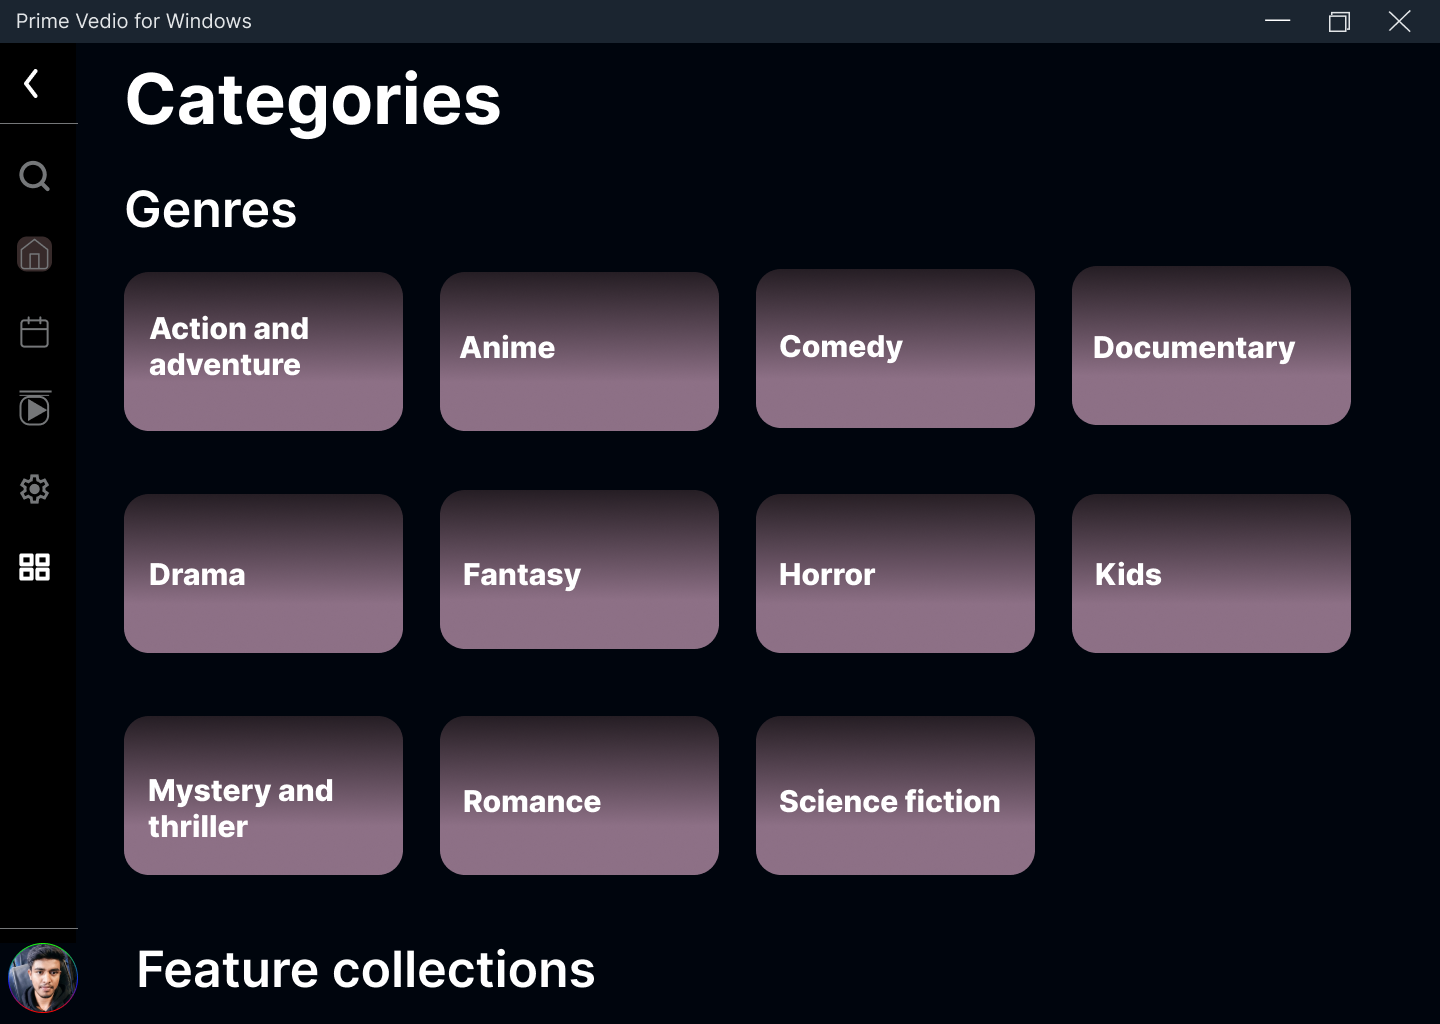 Prime Vedio for Windows
Categories
Genres
Action and
adventure
Anime
Comedy
Documentary
Drama
Fantasy
Horror
Kids
Mystery and
thriller
Romance
Science fiction
Feature collections